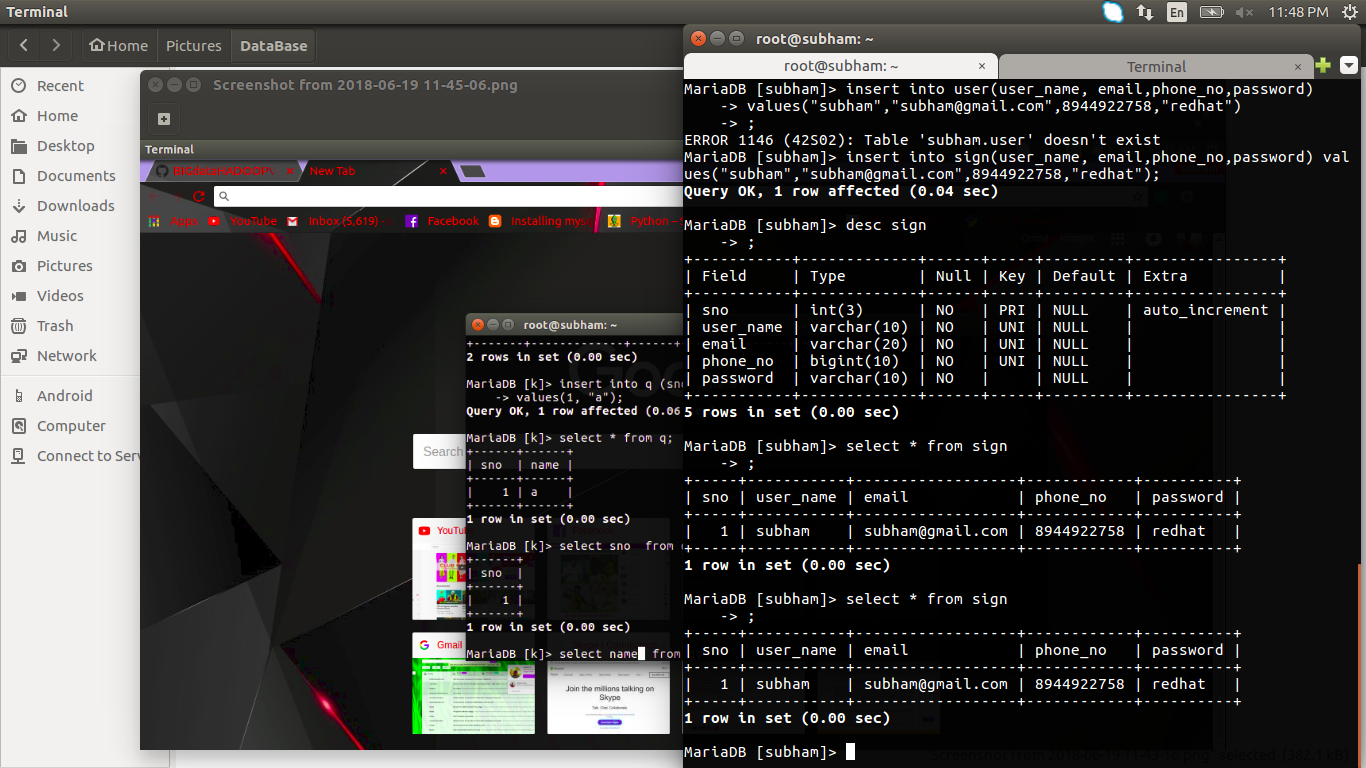 Terminal
En
11:48 PM
Home
Pictures
DataBase
Recent
Home
Desktop
Documents
Downloads
Music
Pictures
Videos
Trash
Network
Android
Computer
Connect to Serv
Screenshot from 2018-06-19 11-45-06.png
Terminal
New Tab
Apps
YouTube
Inbox (5,619) -
Facebook
Installing mys
Python –
Search
YouTu
Gmail
Join the millions talking on
Skype
root@subham: ~
+-------+------------+------+
2 rows in set (0.00 sec)
MariaDB [k]> insert into q (sno
-> values(1, "a");
Query OK, 1 row affected (0.06
MariaDB [k]> select * from q;
+------+------+
| sno  | name |
+------+------+
|    1 | a    |
+------+------+
1 row in set (0.00 sec)
MariaDB [k]> select sno  from
+------+
| sno  |
+------+
|    1 |
+------+
1 row in set (0.00 sec)
MariaDB [k]> select name from
root@subham: ~
root@subham: ~ ×
Terminal ×
MariaDB [subham]> insert into user(user_name, email,phone_no,password)
    -> values("subham","subham@gmail.com",8944922758,"redhat")
    -> ;
ERROR 1146 (42S02): Table 'subham.user' doesn't exist
MariaDB [subham]> insert into sign(user_name, email,phone_no,password) val
ues("subham","subham@gmail.com",8944922758,"redhat");
Query OK, 1 row affected (0.04 sec)
MariaDB [subham]> desc sign
    -> ;
+-----------+-------------+------+-----+---------+----------------+
| Field     | Type        | Null | Key | Default | Extra          |
+-----------+-------------+------+-----+---------+----------------+
| sno       | int(3)      | NO   | PRI | NULL    | auto_increment |
| user_name | varchar(10) | NO   | UNI | NULL    |                |
| email     | varchar(20) | NO   | UNI | NULL    |                |
| phone_no  | bigint(10)  | NO   | UNI | NULL    |                |
| password  | varchar(10) | NO   |     | NULL    |                |
+-----------+-------------+------+-----+---------+----------------+
5 rows in set (0.00 sec)
MariaDB [subham]> select * from sign
    -> ;
+-----+-----------+------------------+------------+----------+
| sno | user_name | email            | phone_no   | password |
+-----+-----------+------------------+------------+----------+
|   1 | subham    | subham@gmail.com | 8944922758 | redhat   |
+-----+-----------+------------------+------------+----------+
1 row in set (0.00 sec)
MariaDB [subham]> select * from sign
    -> ;
+-----+-----------+------------------+------------+----------+
| sno | user_name | email            | phone_no   | password |
+-----+-----------+------------------+------------+----------+
|   1 | subham    | subham@gmail.com | 8944922758 | redhat   |
+-----+-----------+------------------+------------+----------+
1 row in set (0.00 sec)
MariaDB [subham]>